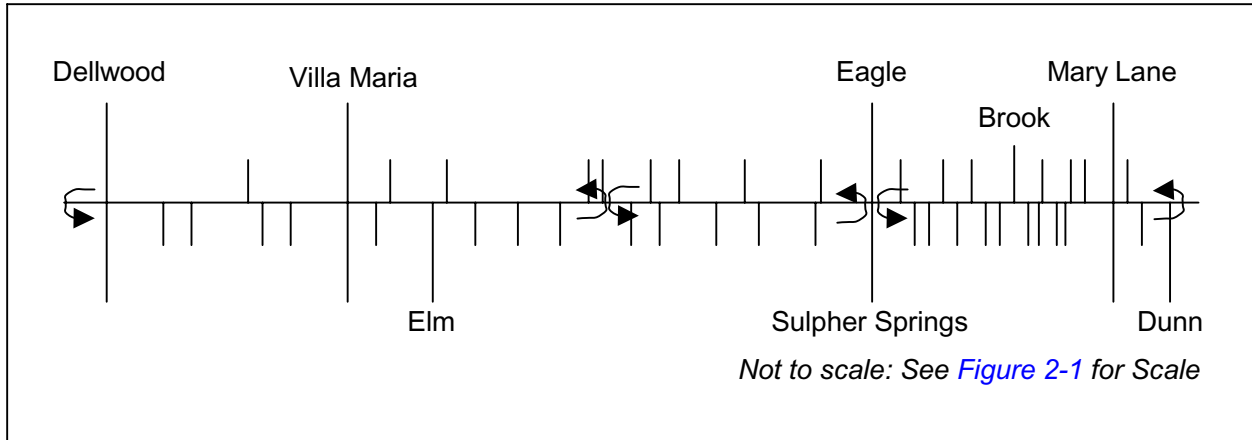 Dellwood
Villa Maria
Eagle
Mary Lane
Brook
Elm
Sulpher Springs
Dunn
Not to scale: See Figure 2-1 for Scale